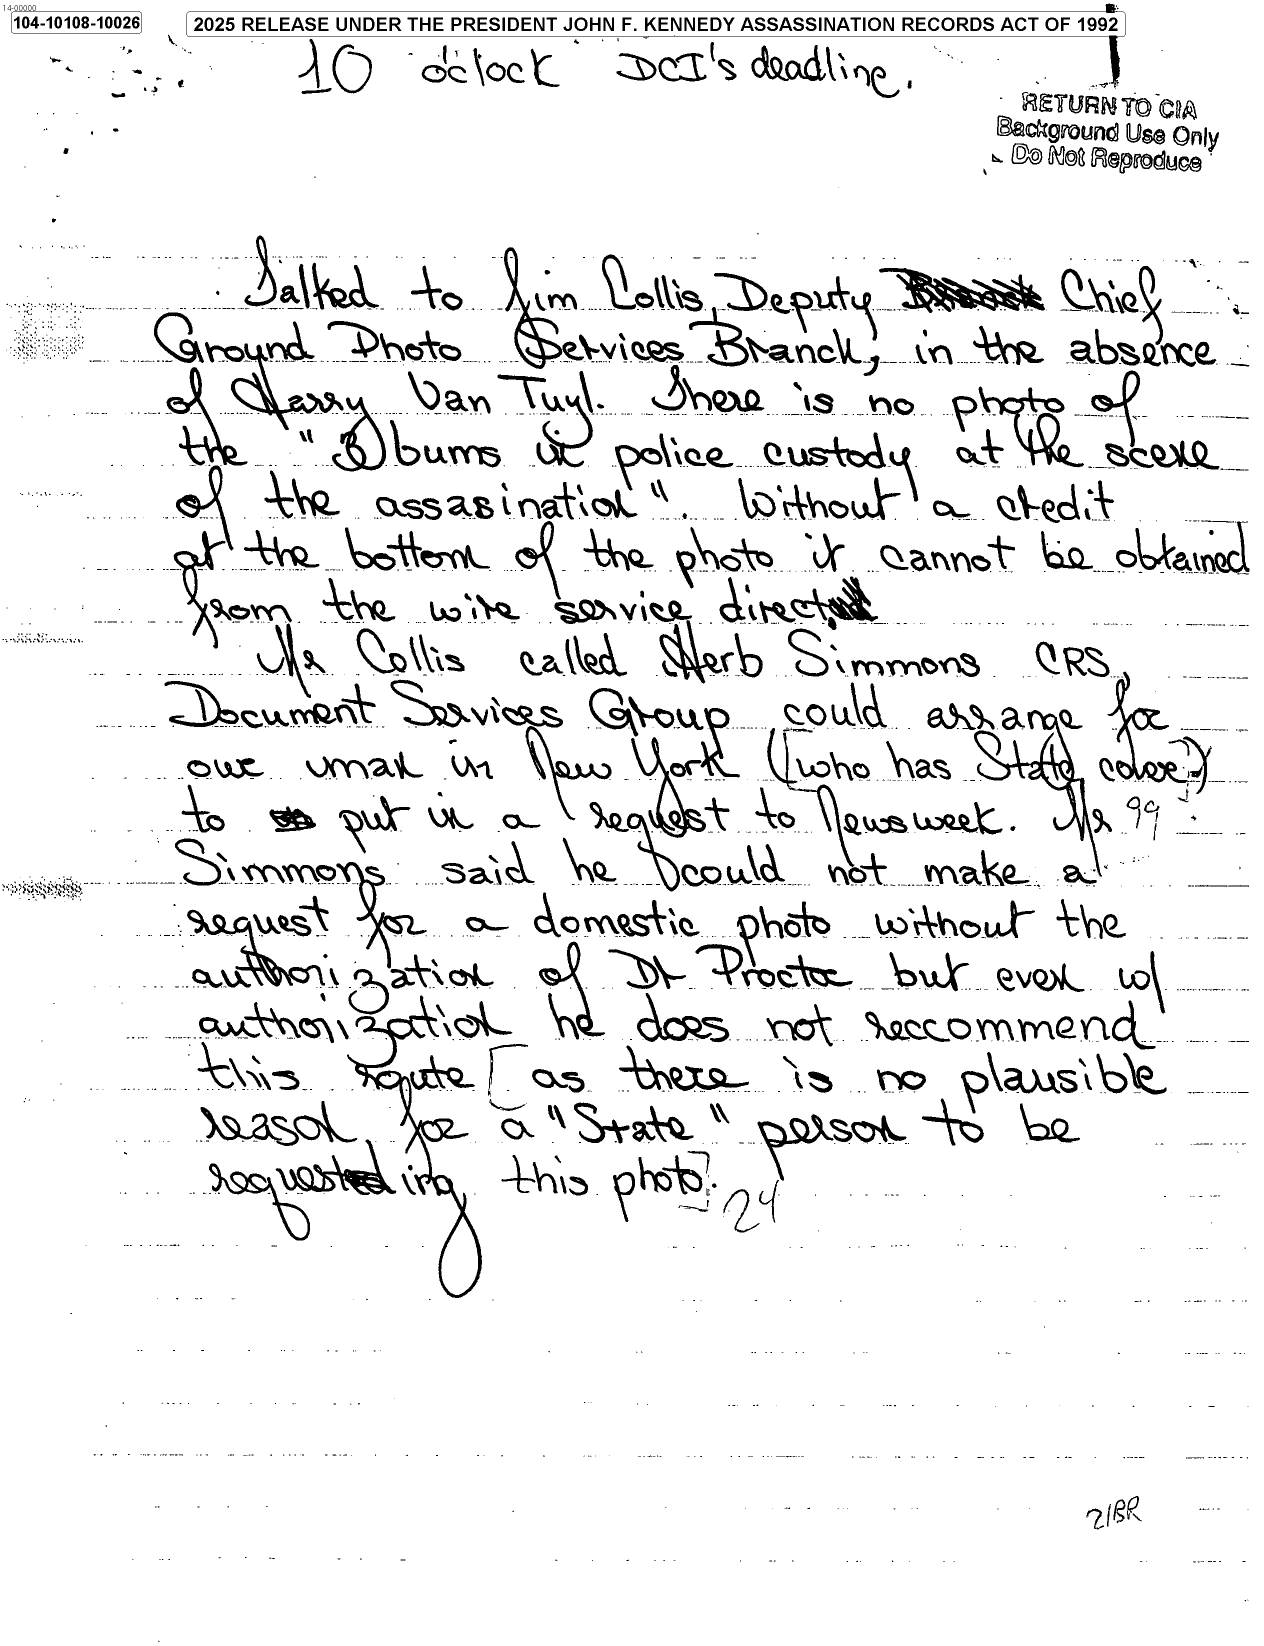 14-00000
104-10108-10026
2025 RELEASE UNDER THE PRESIDENT JOHN F. KENNEDY ASSASSINATION RECORDS ACT OF 1992
10 o'clock DCI's deadline.
RETURN TO CIA
Background Use Only
Do Not Reproduce
Talked to Jim Collis, Deputy Chief
Ground Photo Services Branch, in the absence
of Harry Van Tuyl. There is no photo of
the "3 bums in police custody at the scene
of the assasination". Without a credit
at the bottom of the photo it cannot be obtained
from the wire service direct
Mr Collis called Herb Simmons CRS,
Document Services Group could arrange for
our man in New York ([who has State cover])
to put in a request to Newsweek. Mr 99
Simmons said he could not make a
request for a domestic photo without the
authorization of Dr Proctor but even w/
authorization he does not reccommend
this route [as there is no plausible
reason, for a "State" person to be
requesting this photo]. 24
2/BR